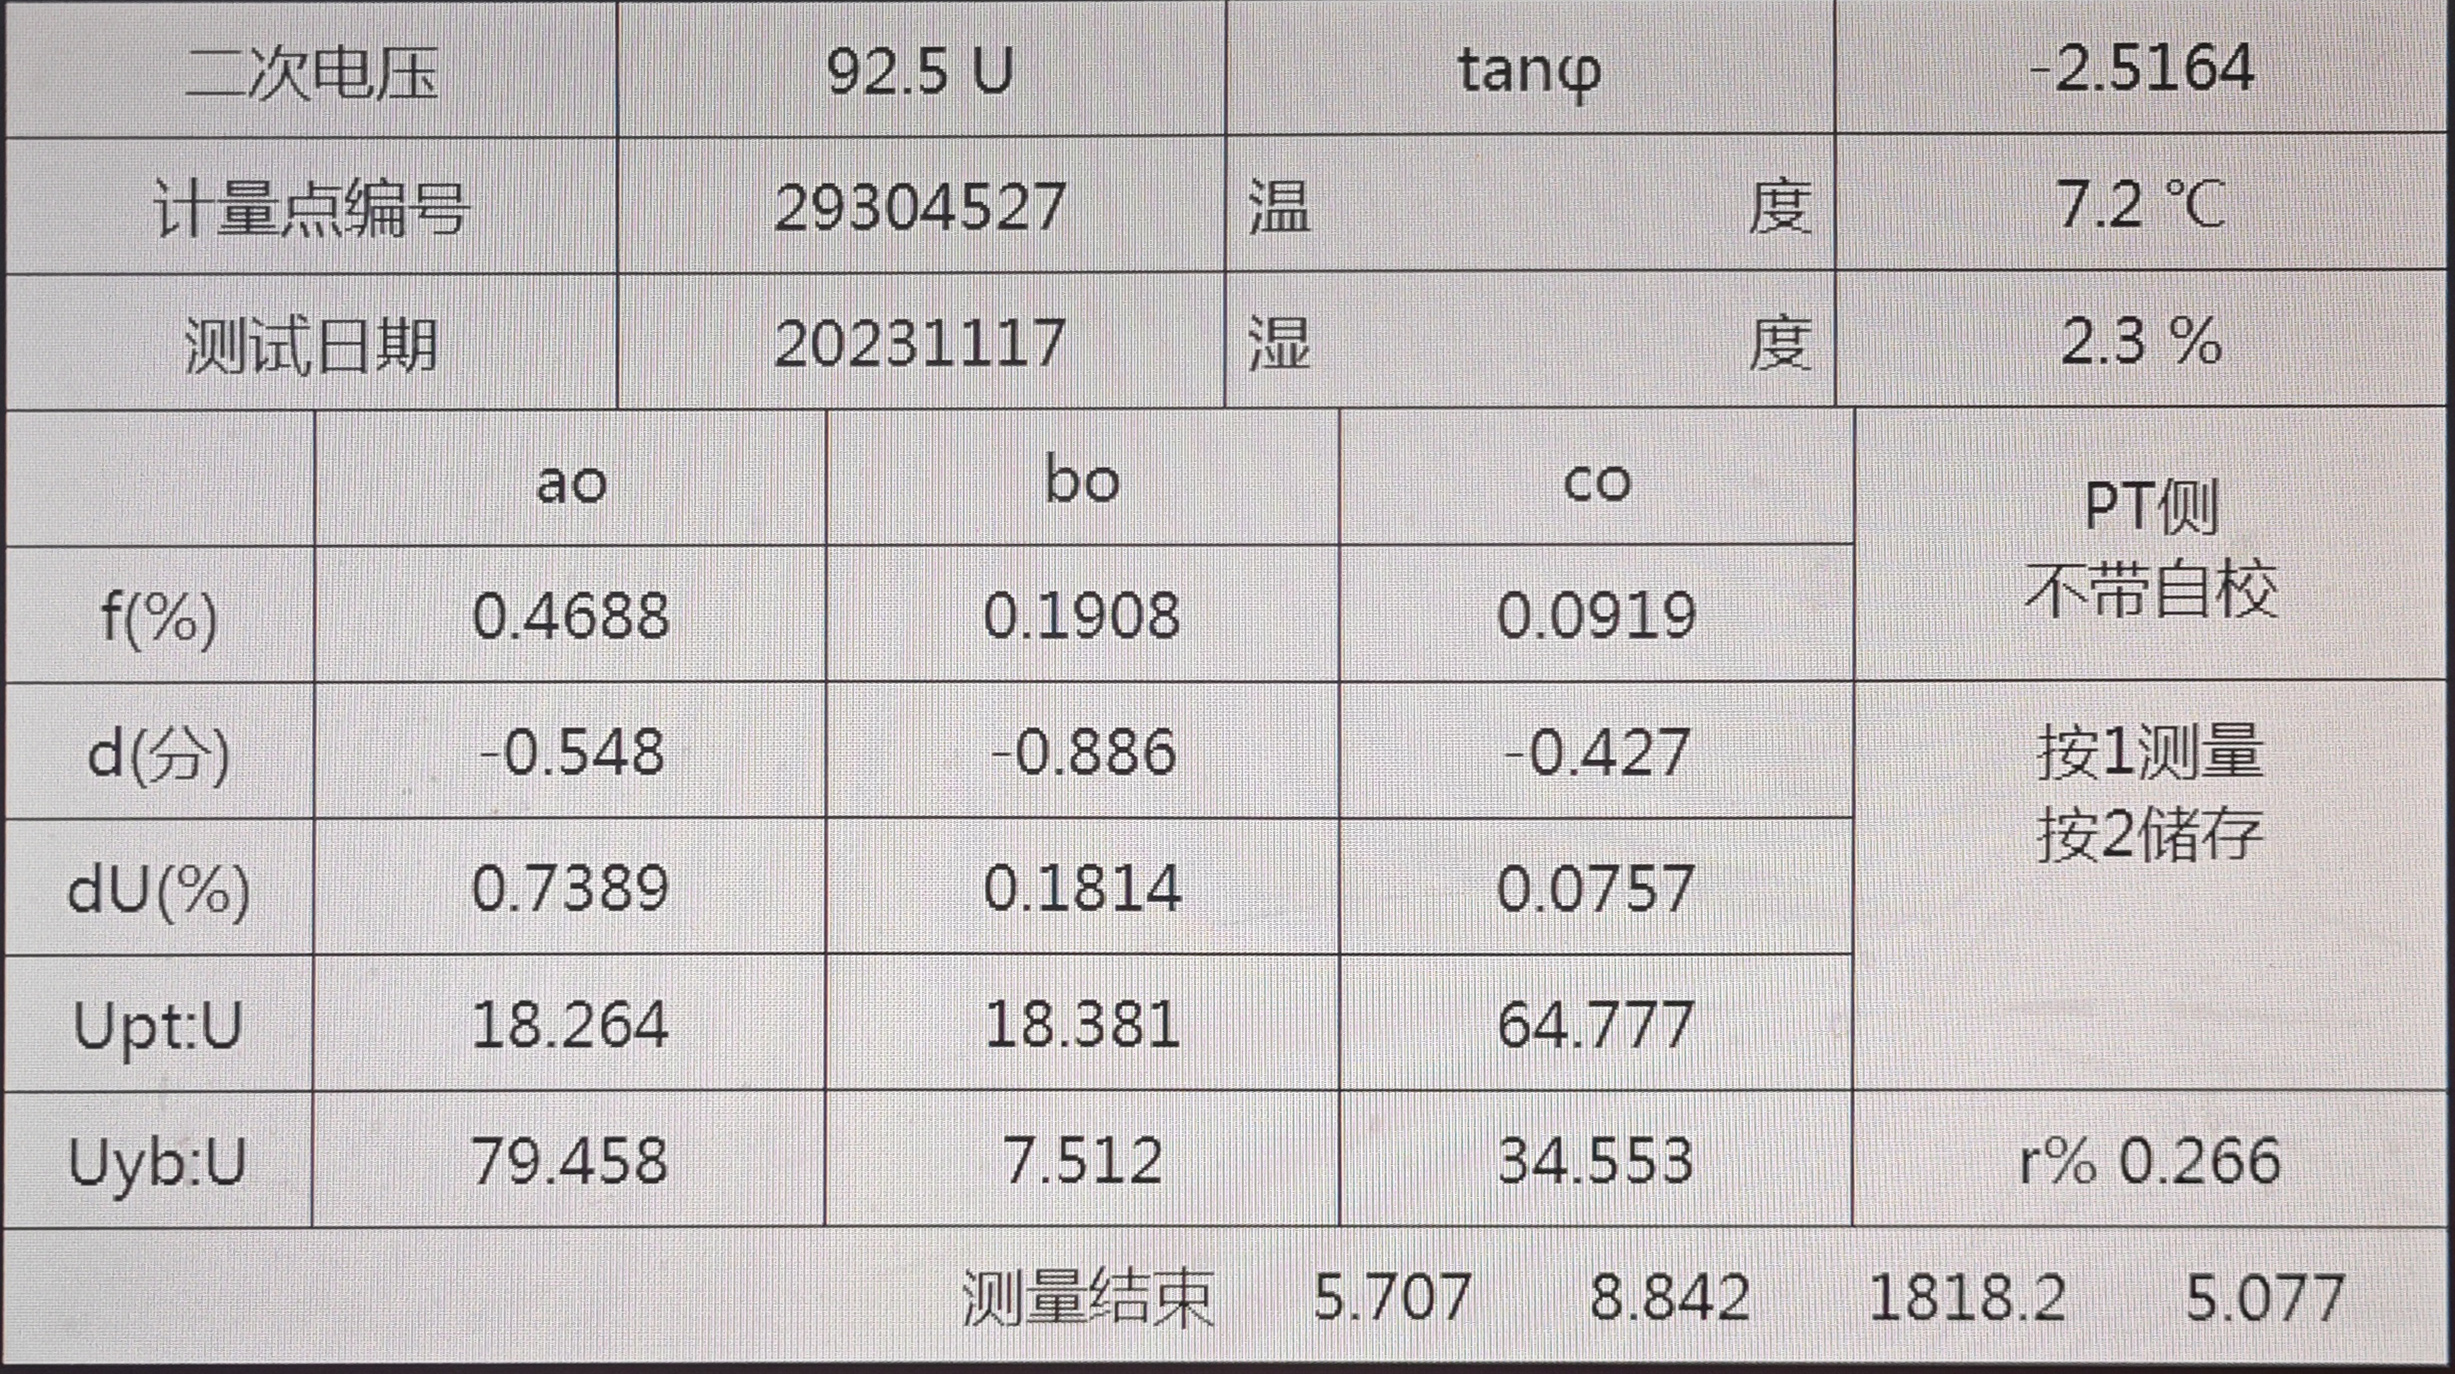 二次电压 92.5 U tanφ -2.5164
计量点编号 29304527 温 度 7.2 ℃
测试日期 20231117 湿 度 2.3 %
ao bo co PT侧
不带自校
f(%) 0.4688 0.1908 0.0919
d(分) -0.548 -0.886 -0.427 按1测量
按2储存
dU(%) 0.7389 0.1814 0.0757
Upt:U 18.264 18.381 64.777
Uyb:U 79.458 7.512 34.553 r% 0.266
测量结束 5.707 8.842 1818.2 5.077